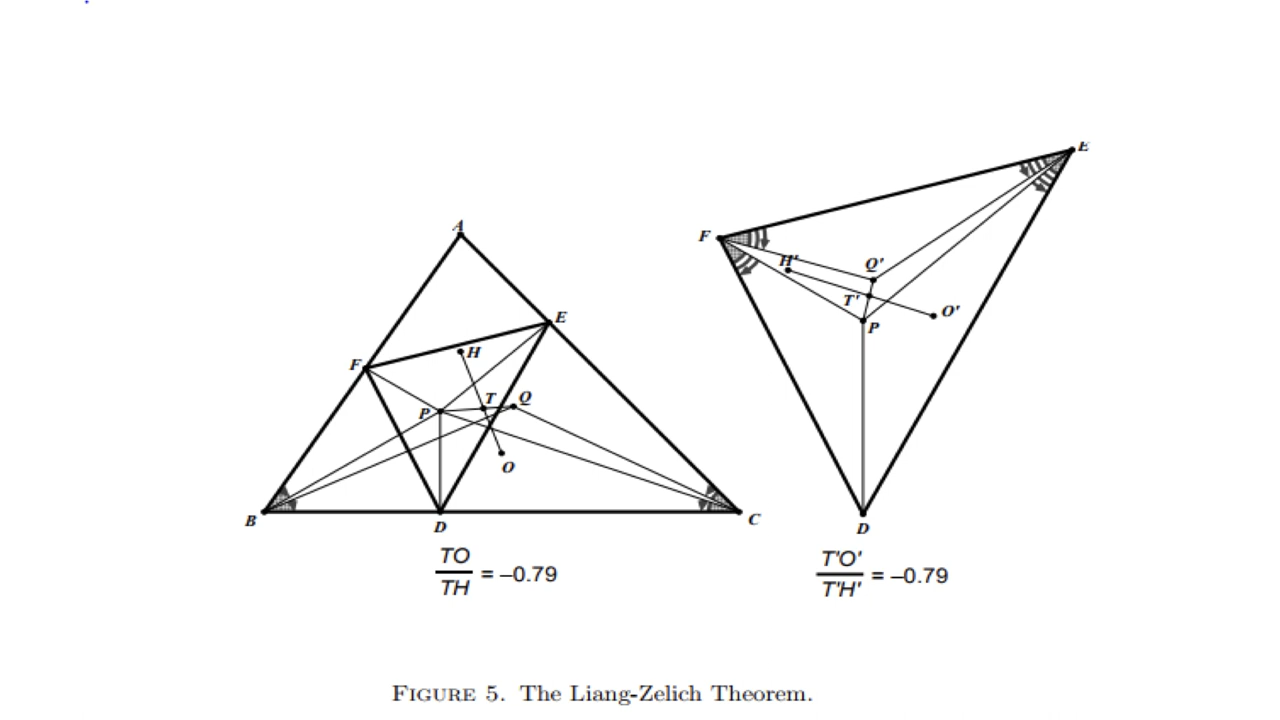 A
E
F
H
P
T
Q
O
B
D
C
TO
TH
= –0.79
E
F
H'
Q'
T'
O'
P
D
T'O'
T'H'
= –0.79
FIGURE 5. The Liang-Zelich Theorem.